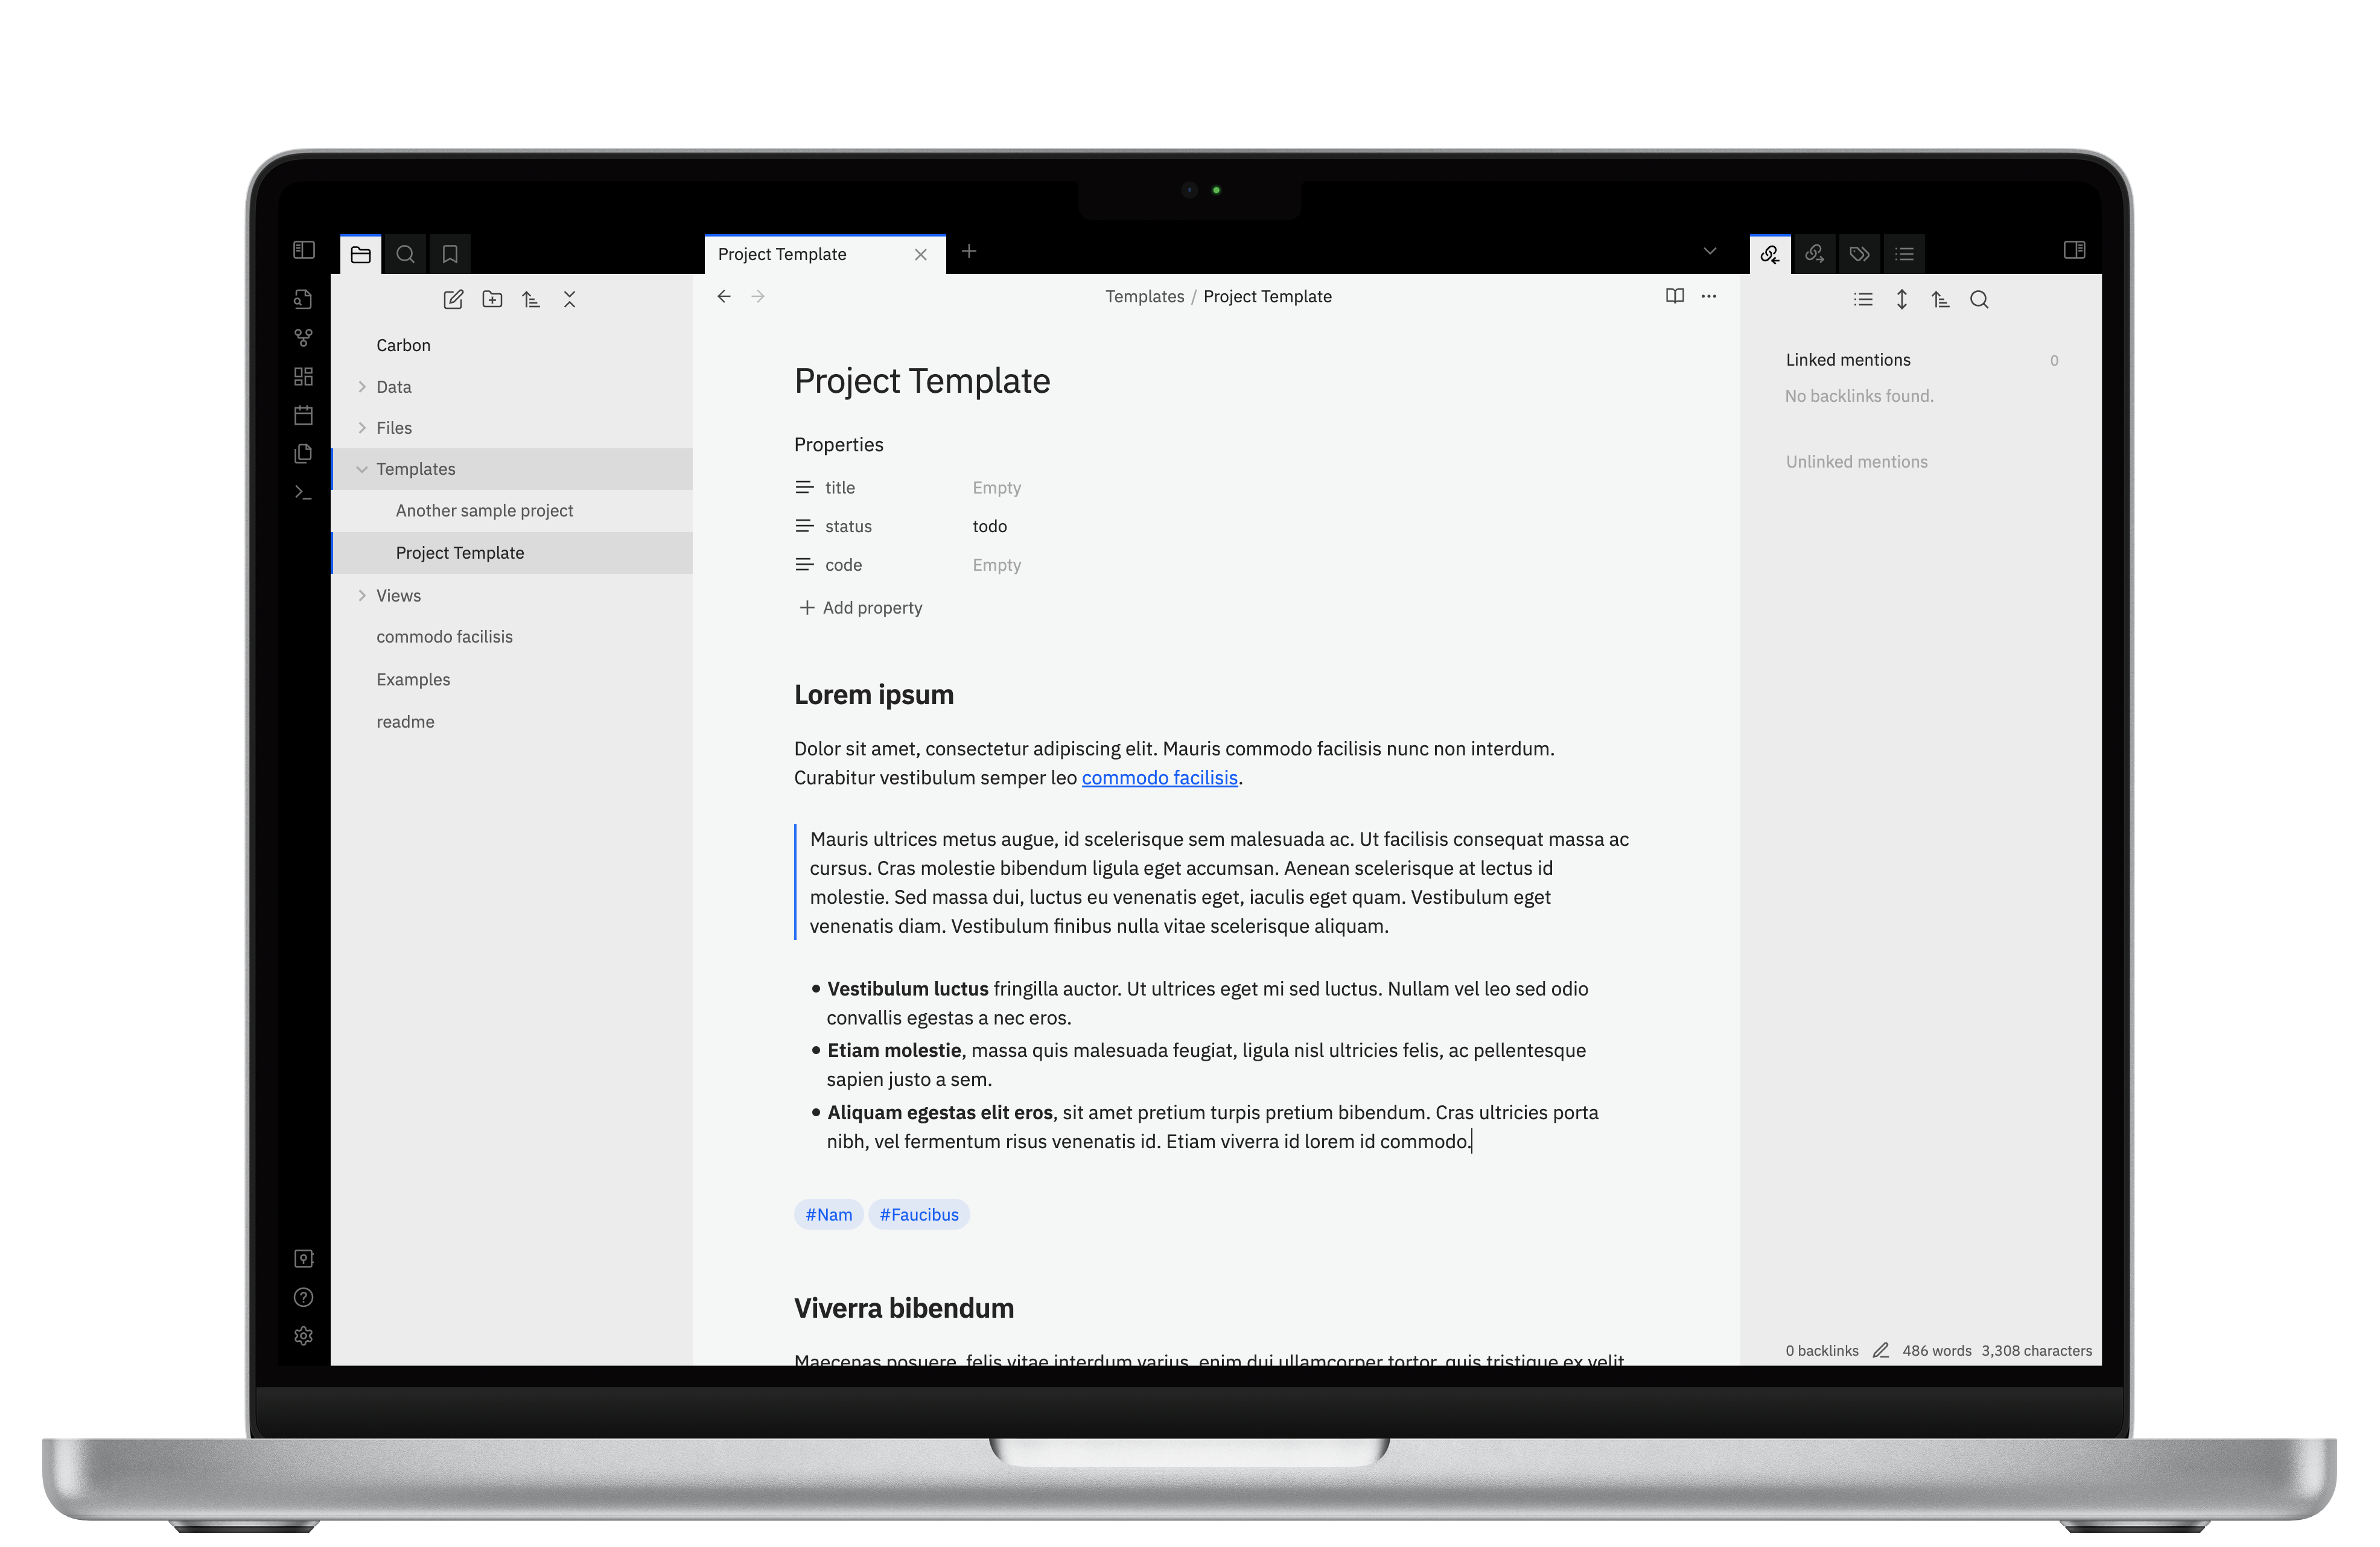 Project Template
Templates / Project Template
Carbon
Data
Files
Templates
Another sample project
Project Template
Views
commodo facilisis
Examples
readme
Project Template
Properties
title Empty
status todo
code Empty
Add property
Lorem ipsum
Dolor sit amet, consectetur adipiscing elit. Mauris commodo facilisis nunc non interdum.
Curabitur vestibulum semper leo commodo facilisis.
Mauris ultrices metus augue, id scelerisque sem malesuada ac. Ut facilisis consequat massa ac
cursus. Cras molestie bibendum ligula eget accumsan. Aenean scelerisque at lectus id
molestie. Sed massa dui, luctus eu venenatis eget, iaculis eget quam. Vestibulum eget
venenatis diam. Vestibulum finibus nulla vitae scelerisque aliquam.
Vestibulum luctus fringilla auctor. Ut ultrices eget mi sed luctus. Nullam vel leo sed odio
convallis egestas a nec eros.
Etiam molestie, massa quis malesuada feugiat, ligula nisl ultricies felis, ac pellentesque
sapien justo a sem.
Aliquam egestas elit eros, sit amet pretium turpis pretium bibendum. Cras ultricies porta
nibh, vel fermentum risus venenatis id. Etiam viverra id lorem id commodo.
#Nam #Faucibus
Viverra bibendum
Maecenas posuere, felis vitae interdum varius, enim dui ullamcorper tortor, quis tristique ex velit
Linked mentions 0
No backlinks found.
Unlinked mentions
0 backlinks 486 words 3,308 characters